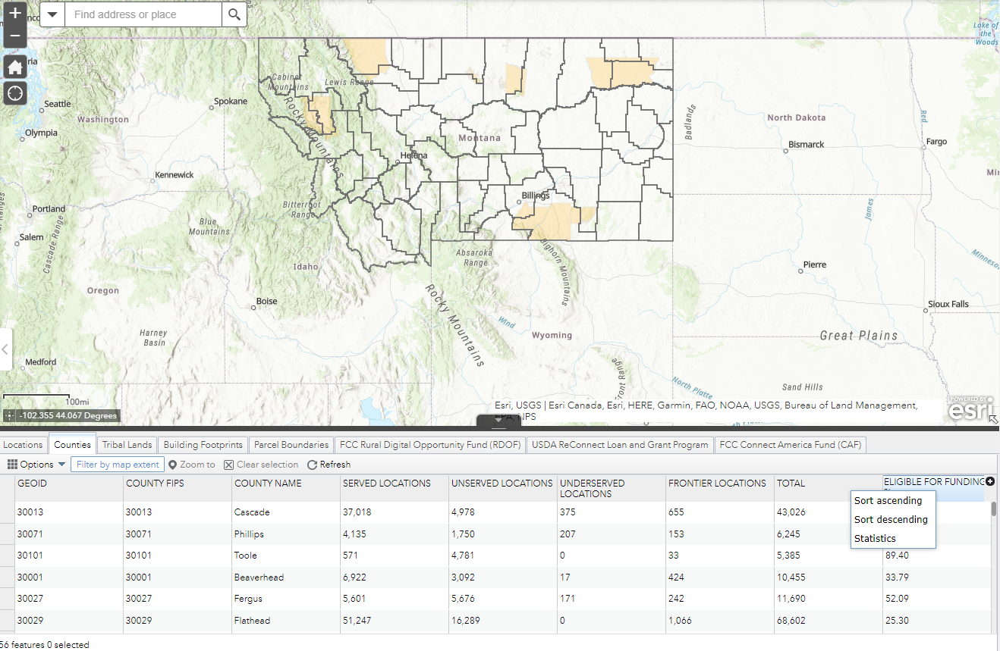 +
Find address or place
Lake of
the
Woods
−
ria
Cabinet
Mountains
Lewis Range
Spokane
Seattle
Washington
Olympia
Rocky Mountains
Montana
Badlands
North Dakota
Red
Bismarck
Fargo
Helena
Kennewick
Billings
Portland
Bitterroot
Range
Blue
Mountains
James
Cascade Range
Salem
Absaroka
Range
Bighorn Mountains
Idaho
Pierre
Minnesota
Oregon
Rocky Mountains
Boise
Sioux Falls
Wind
Wyoming
Great Plains
Harney
Basin
Medford
Front Range
North Platte
Sand Hills
100mi
-102.355 44.067 Degrees
Esri, USGS | Esri Canada, Esri, HERE, Garmin, FAO, NOAA, USGS, Bureau of Land Management,
EPA, NPS
POWERED BY
esri
Locations Counties Tribal Lands Building Footprints Parcel Boundaries FCC Rural Digital Opportunity Fund (RDOF) USDA ReConnect Loan and Grant Program FCC Connect America Fund (CAF)
Options Filter by map extent Zoom to Clear selection Refresh
GEOID COUNTY FIPS COUNTY NAME SERVED LOCATIONS UNSERVED LOCATIONS UNDERSERVED LOCATIONS FRONTIER LOCATIONS TOTAL ELIGIBLE FOR FUNDING
Sort ascending
Sort descending
Statistics
30013 30013 Cascade 37,018 4,978 375 655 43,026
30071 30071 Phillips 4,135 1,750 207 153 6,245
30101 30101 Toole 571 4,781 0 33 5,385 89.40
30001 30001 Beaverhead 6,922 3,092 17 424 10,455 33.79
30027 30027 Fergus 5,601 5,676 171 242 11,690 52.09
30029 30029 Flathead 51,247 16,289 0 1,066 68,602 25.30
56 features 0 selected